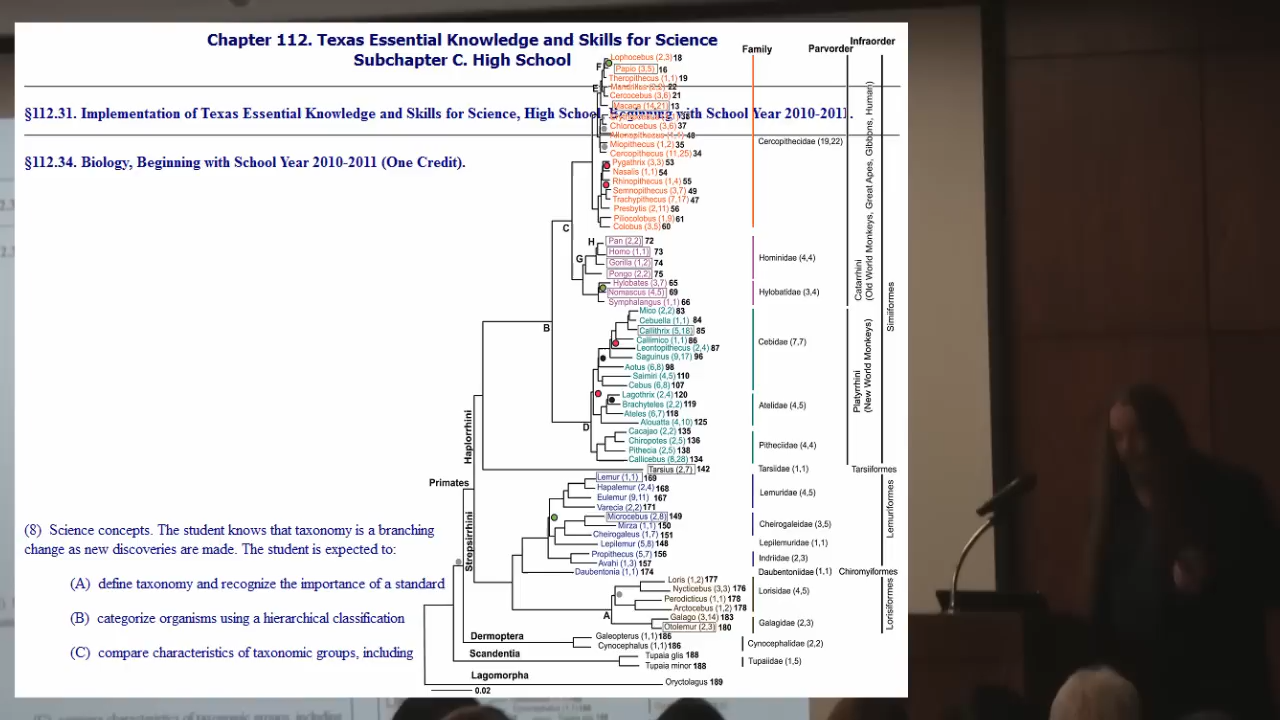 Chapter 112. Texas Essential Knowledge and Skills for Science
Subchapter C. High School
Family
Parvorder
Infraorder
§112.31. Implementation of Texas Essential Knowledge and Skills for Science, High School, Beginning with School Year 2010-2011.
§112.34. Biology, Beginning with School Year 2010-2011 (One Credit).
F
Lophocebus (2,3) 18
Papio (3,5) 16
Theropithecus (1,1) 19
E
Mandrillus (2,2) 22
Cercocebus (3,6) 21
Macaca (14,21) 13
Chlorocebus (3,6) 37
Miopithecus (1,2) 35
Cercopithecus (11,25) 34
Pygathrix (3,3) 53
Nasalis (1,1) 54
Rhinopithecus (1,4) 55
Semnopithecus (3,7) 49
Trachypithecus (7,17) 47
Presbytis (2,11) 56
Piliocolobus (1,9) 61
Colobus (3,5) 60
Cercopithecidae (19,22)
C
H
Pan (2,2) 72
Homo (1,1) 73
G
Gorilla (1,2) 74
Pongo (2,2) 75
Hominidae (4,4)
Hylobates (3,7) 65
Nomascus (4,5) 69
Symphalangus (1,1) 66
Hylobatidae (3,4)
Catarrhini
(Old World Monkeys, Great Apes, Gibbons, Human)
B
Mico (2,2) 83
Cebuella (1,1) 84
Callithrix (5,18) 85
Callimico (1,1) 86
Leontopithecus (2,4) 87
Saguinus (9,17) 96
Aotus (6,8) 98
Saimiri (4,5) 110
Cebus (6,8) 107
Cebidae (7,7)
Lagothrix (2,4) 120
Brachyteles (2,2) 119
Ateles (6,7) 118
Alouatta (4,10) 125
Atelidae (4,5)
D
Cacajao (2,2) 135
Chiropotes (2,5) 136
Pithecia (2,5) 138
Callicebus (8,28) 134
Pitheciidae (4,4)
Platyrrhini
(New World Monkeys)
Simiiformes
Haplorrhini
Tarsius (2,7) 142
Tarsiidae (1,1)
Tarsiiformes
Primates
Strepsirrhini
Lemur (1,1) 169
Hapalemur (2,4) 168
Eulemur (9,11) 167
Varecia (2,2) 171
Lemuridae (4,5)
Microcebus (2,8) 149
Mirza (1,1) 150
Cheirogaleus (1,7) 151
Cheirogaleidae (3,5)
Lepilemur (5,8) 148
Lepilemuridae (1,1)
Propithecus (5,7) 156
Avahi (1,3) 157
Indriidae (2,3)
Lemuriformes
Daubentonia (1,1) 174
Daubentoniidae (1,1)
Chiromyiformes
A
Loris (1,2) 177
Nycticebus (3,3) 176
Perodicticus (1,1) 178
Arctocebus (1,2) 178
Lorisidae (4,5)
Galago (3,14) 183
Otolemur (2,3) 180
Galagidae (2,3)
Lorisiformes
Dermoptera
Galeopterus (1,1) 186
Cynocephalus (1,1) 186
Cynocephalidae (2,2)
Scandentia
Tupaia glis 188
Tupaia minor 188
Tupaiidae (1,5)
Lagomorpha
Oryctolagus 189
0.02
(8) Science concepts. The student knows that taxonomy is a branching
change as new discoveries are made. The student is expected to:
(A) define taxonomy and recognize the importance of a standard
(B) categorize organisms using a hierarchical classification
(C) compare characteristics of taxonomic groups, including